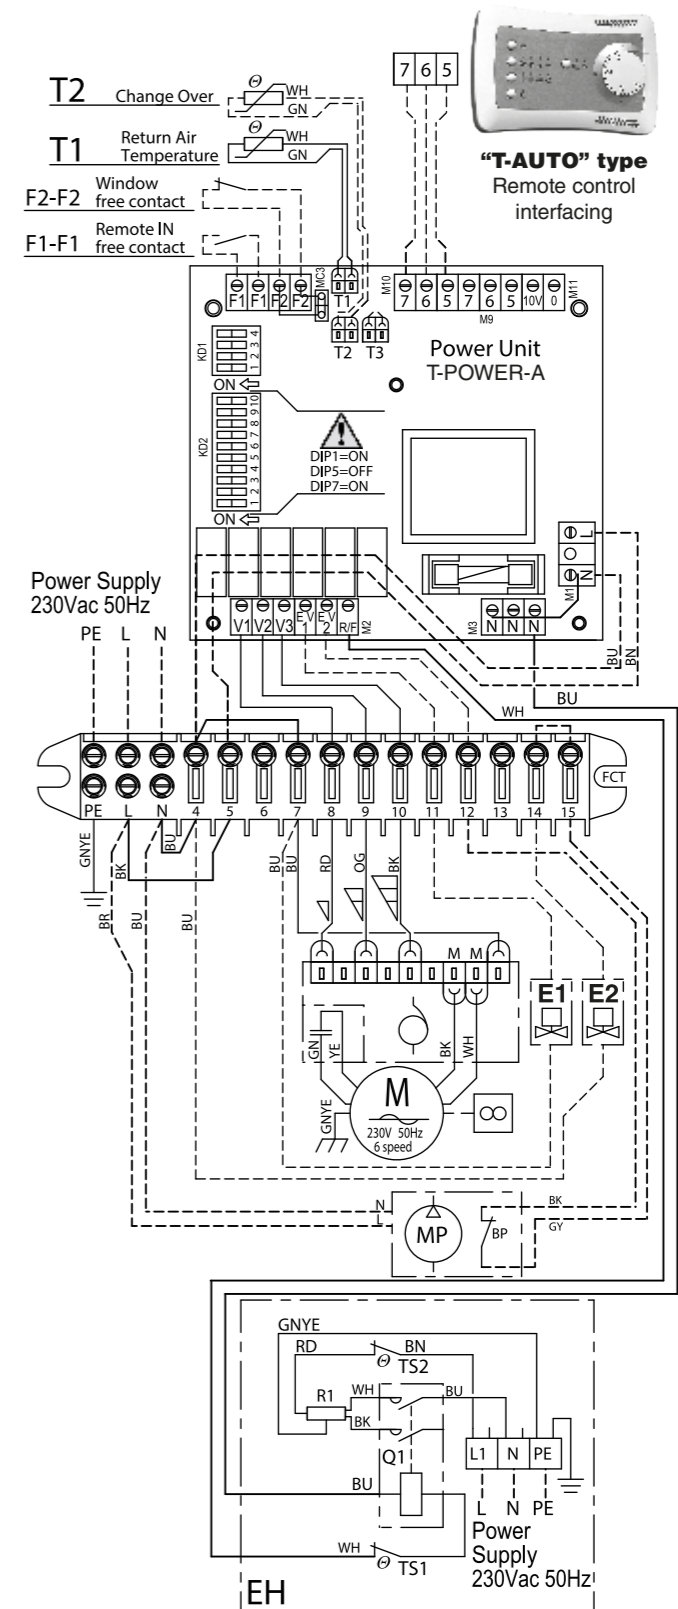 T2 Change Over
Θ WH
GN
T1 Return Air
Temperature
Θ WH
GN
F2-F2 Window
free contact
F1-F1 Remote IN
free contact
7 6 5
“T-AUTO” type
Remote control
interfacing
F1 F1 F2 F2
MC3
T1
M10
7 6 5 7 6 5 10V 0
M11
M9
T2 T3
Power Unit
T-POWER-A
KD1
1 2 3 4
ON
KD2
1 2 3 4 5 6 7 8 9 10
ON
DIP1=ON
DIP5=OFF
DIP7=ON
L
N
M1
V1 V2 V3 EV1 EV2 R/F M2
M3 N N N
BU
BN
BU
WH
Power Supply
230Vac 50Hz
PE L N
FCT
PE L N 4 5 6 7 8 9 10 11 12 13 14 15
GNYE
BK
BU
BR
BU
BU
BU
BU
RD
OG
BK
M M
E1 E2
GN
YE
BK
WH
GNYE
M
230V 50Hz
6 speed
N
L
MP
BP
BK
GY
GNYE
RD
BN
Θ TS2
R1
WH
BU
BK
Q1
L1 N PE
BU
L N PE
WH
Θ TS1
Power
Supply
230Vac 50Hz
EH